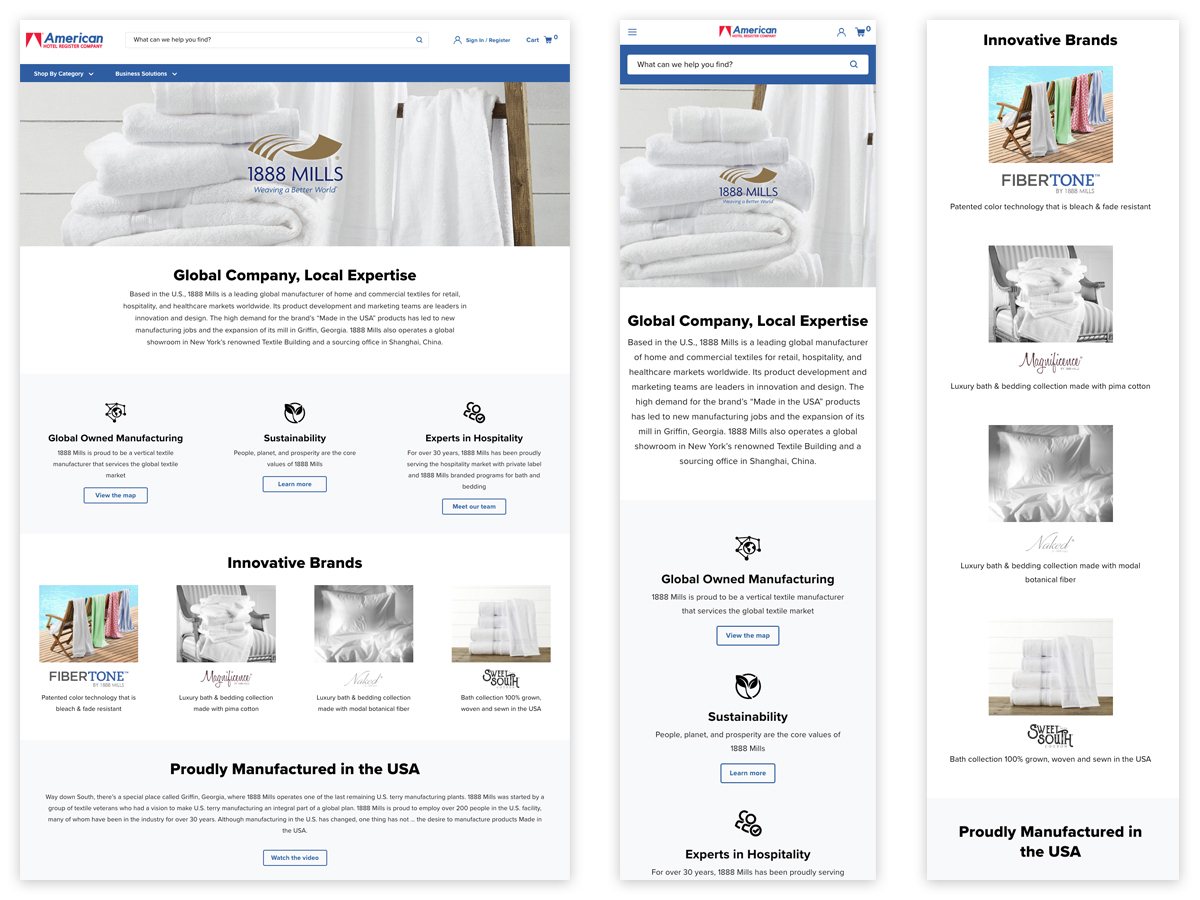 American
HOTEL REGISTER COMPANY
What can we help you find?
Sign In / Register
Cart
0
Shop By Category
Business Solutions
1888 MILLS
Weaving a Better World
Global Company, Local Expertise
Based in the U.S., 1888 Mills is a leading global manufacturer of home and commercial textiles for retail,
hospitality, and healthcare markets worldwide. Its product development and marketing teams are leaders in
innovation and design. The high demand for the brand's “Made in the USA” products has led to new
manufacturing jobs and the expansion of its mill in Griffin, Georgia. 1888 Mills also operates a global
showroom in New York's renowned Textile Building and a sourcing office in Shanghai, China.
Global Owned Manufacturing
1888 Mills is proud to be a vertical textile
manufacturer that services the global textile
market
View the map
Sustainability
People, planet, and prosperity are the core
values of 1888 Mills
Learn more
Experts in Hospitality
For over 30 years, 1888 Mills has been proudly
serving the hospitality market with private label
and 1888 Mills branded programs for bath and
bedding
Meet our team
Innovative Brands
FIBERTONE™
BY 1888 MILLS
Patented color technology that is
bleach & fade resistant
Magnificence
Luxury bath & bedding collection
made with pima cotton
Naked
Luxury bath & bedding collection
made with modal botanical fiber
SWEET
SOUTH
Bath collection 100% grown,
woven and sewn in the USA
Proudly Manufactured in the USA
Way down South, there's a special place called Griffin, Georgia, where 1888 Mills operates one of the last remaining U.S. terry manufacturing plants. 1888 Mills was started by a
group of textile veterans who had a vision to make U.S. terry manufacturing an integral part of a global plan. 1888 Mills is proud to employ over 200 people in the U.S. facility,
many of whom have been in the industry for over 30 years. Although manufacturing in the U.S. has changed, one thing has not ... the desire to manufacture products Made in
the USA.
Watch the video
American
HOTEL REGISTER COMPANY
0
What can we help you find?
1888 MILLS
Weaving a Better World
Global Company, Local Expertise
Based in the U.S., 1888 Mills is a leading global manufacturer
of home and commercial textiles for retail, hospitality, and
healthcare markets worldwide. Its product development and
marketing teams are leaders in innovation and design. The
high demand for the brand's “Made in the USA” products
has led to new manufacturing jobs and the expansion of its
mill in Griffin, Georgia. 1888 Mills also operates a global
showroom in New York's renowned Textile Building and a
sourcing office in Shanghai, China.
Global Owned Manufacturing
1888 Mills is proud to be a vertical textile manufacturer
that services the global textile market
View the map
Sustainability
People, planet, and prosperity are the core values of
1888 Mills
Learn more
Experts in Hospitality
For over 30 years, 1888 Mills has been proudly serving
Innovative Brands
FIBERTONE™
BY 1888 MILLS
Patented color technology that is bleach & fade resistant
Magnificence
Luxury bath & bedding collection made with pima cotton
Naked
Luxury bath & bedding collection made with modal
botanical fiber
SWEET
SOUTH
COTTON
Bath collection 100% grown, woven and sewn in the USA
Proudly Manufactured in
the USA